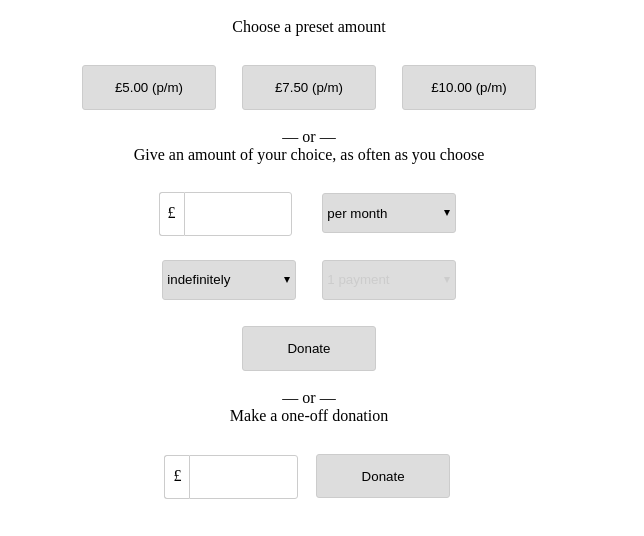 Choose a preset amount
£5.00 (p/m) £7.50 (p/m) £10.00 (p/m)
— or —
Give an amount of your choice, as often as you choose
£ per month
indefinitely 1 payment
Donate
— or —
Make a one-off donation
£ Donate